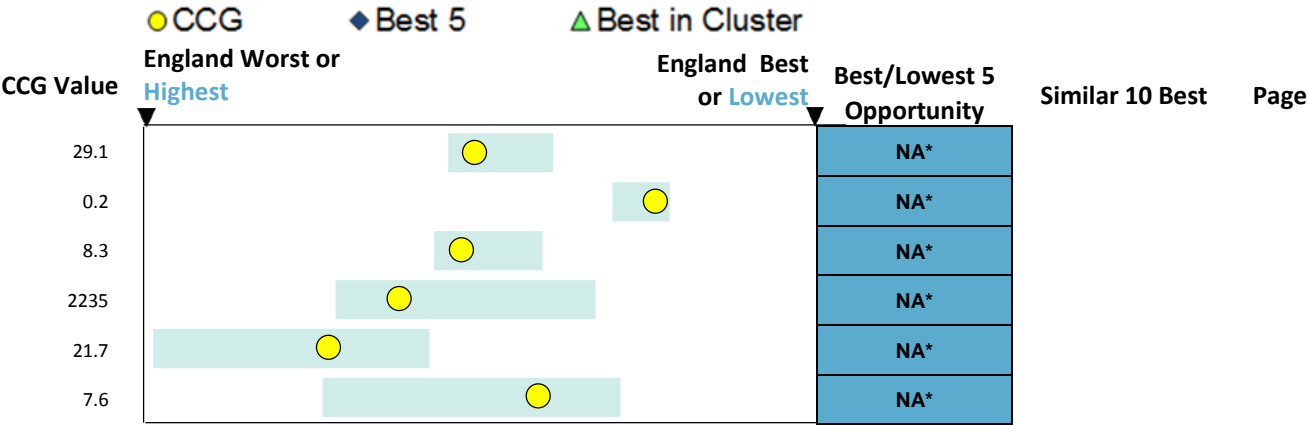 CCG Best 5 Best in Cluster
CCG Value
England Worst or
Highest
England Best
or Lowest
Best/Lowest 5
Opportunity
Similar 10 Best
Page
29.1 NA*
0.2 NA*
8.3 NA*
2235 NA*
21.7 NA*
7.6 NA*